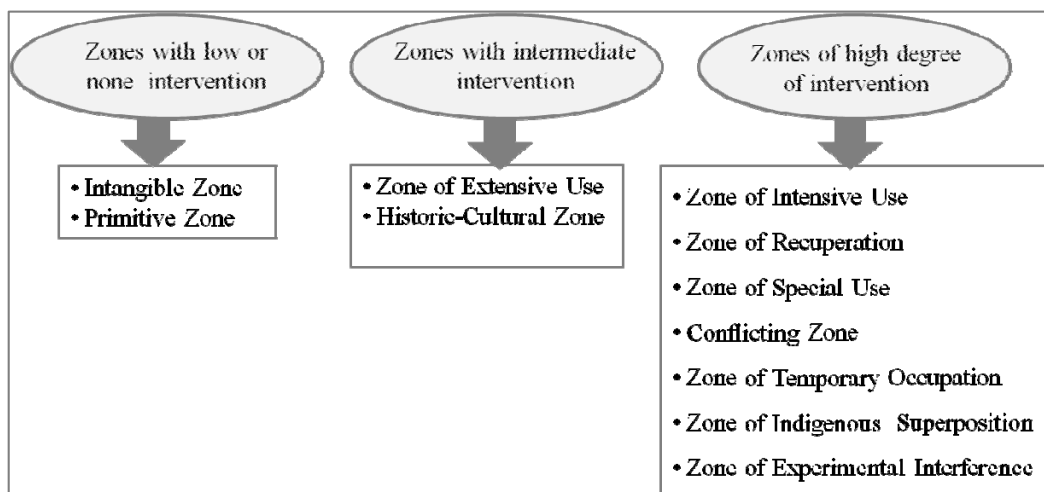 Zones with low or
none intervention
• Intangible Zone
• Primitive Zone
Zones with intermediate
intervention
• Zone of Extensive Use
• Historic-Cultural Zone
Zones of high degree
of intervention
• Zone of Intensive Use
• Zone of Recuperation
• Zone of Special Use
• Conflicting Zone
• Zone of Temporary Occupation
• Zone of Indigenous Superposition
• Zone of Experimental Interference